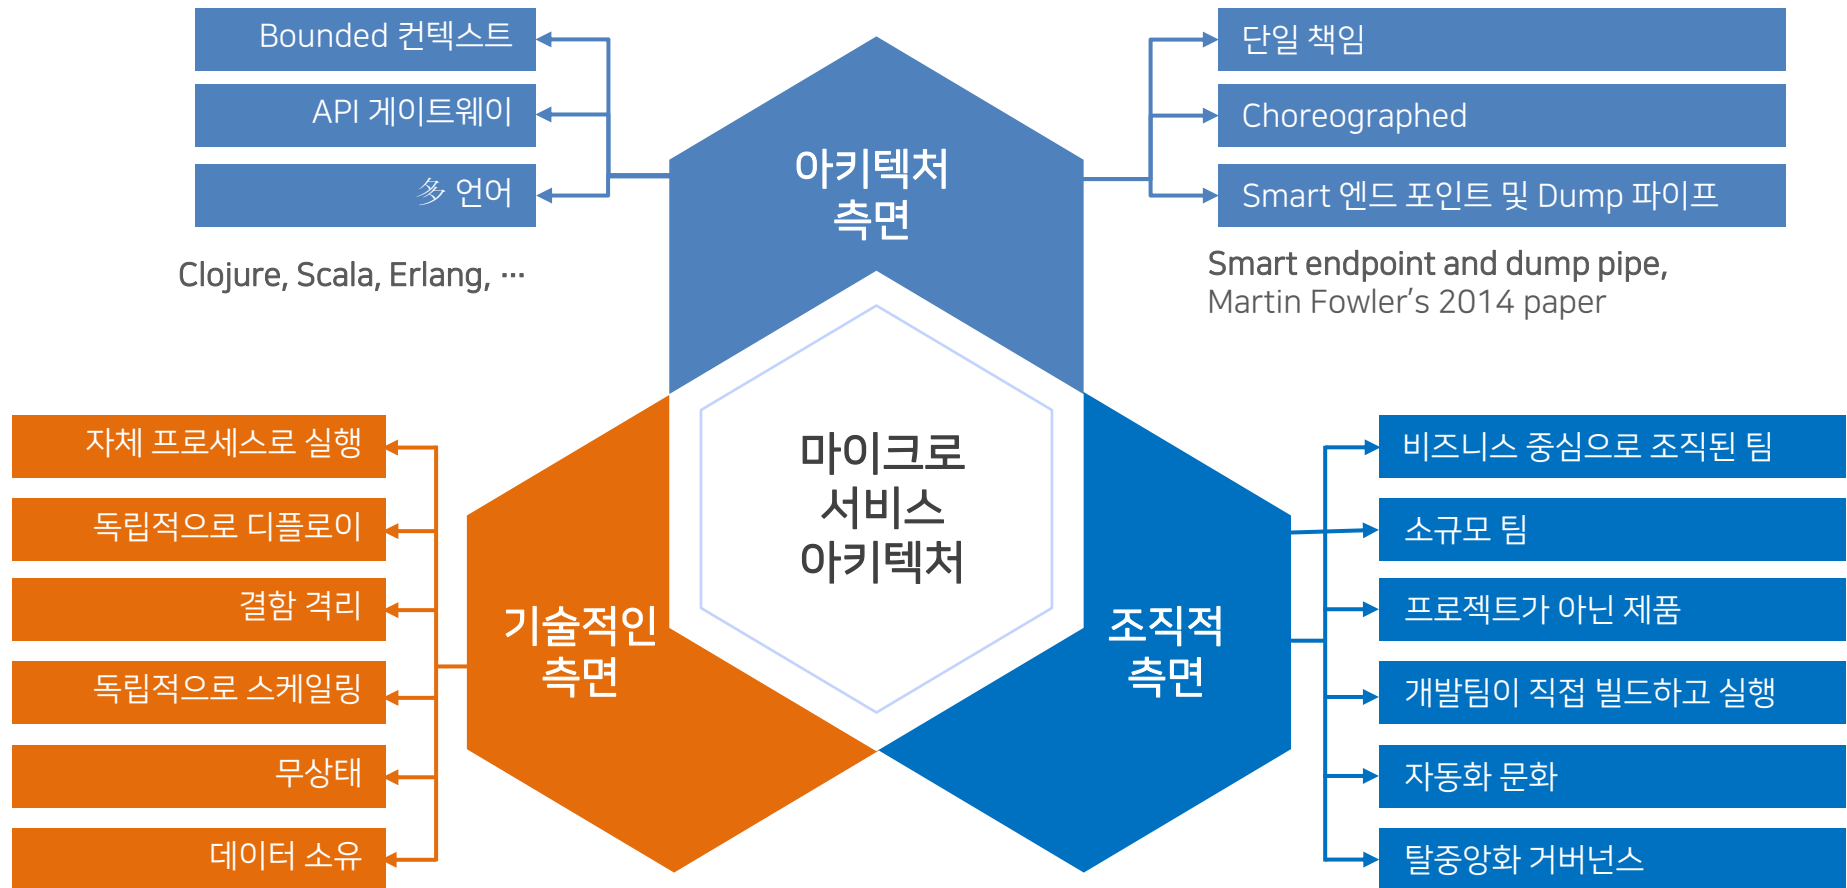 Bounded 컨텍스트
API 게이트웨이
多 언어
Clojure, Scala, Erlang, ···
단일 책임
Choreographed
Smart 엔드 포인트 및 Dump 파이프
Smart endpoint and dump pipe,
Martin Fowler's 2014 paper
아키텍처
측면
마이크로
서비스
아키텍처
기술적인
측면
조직적
측면
자체 프로세스로 실행
독립적으로 디플로이
결함 격리
독립적으로 스케일링
무상태
데이터 소유
비즈니스 중심으로 조직된 팀
소규모 팀
프로젝트가 아닌 제품
개발팀이 직접 빌드하고 실행
자동화 문화
탈중앙화 거버넌스